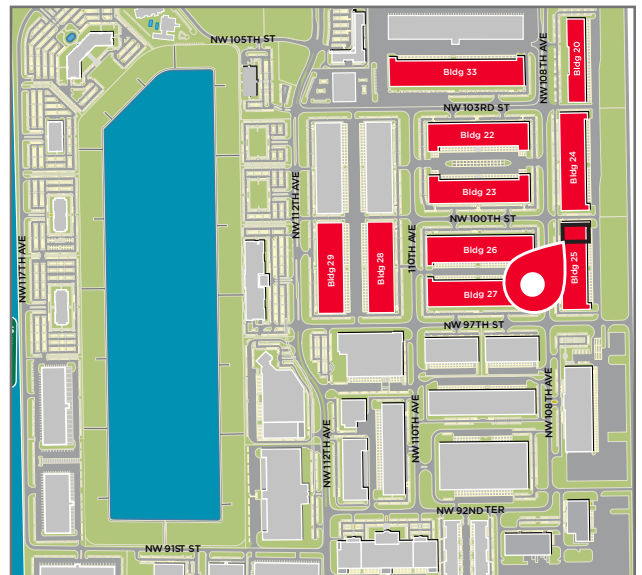 NW 105TH ST
NW 108TH AVE
Bldg 20
Bldg 33
NW 103RD ST
Bldg 22
Bldg 24
NW 112TH AVE
Bldg 23
NW 100TH ST
NW 117TH AVE
110TH AVE
Bldg 29
Bldg 28
Bldg 26
Bldg 25
Bldg 27
NW 97TH ST
NW 108TH AVE
NW 112TH AVE
NW 110TH AVE
NW 92ND TER
NW 91ST ST